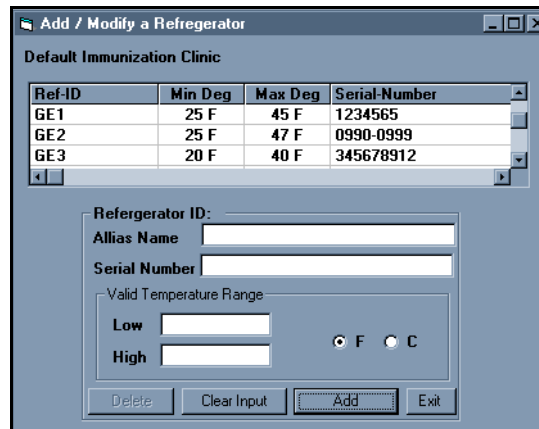 Add / Modify a Refregerator
Default Immunization Clinic
Ref-ID Min Deg Max Deg Serial-Number
GE1 25 F 45 F 1234565
GE2 25 F 47 F 0990-0999
GE3 20 F 40 F 345678912
Refergerator ID:
Allias Name
Serial Number
Valid Temperature Range
Low
F C
High
Delete Clear Input Add Exit